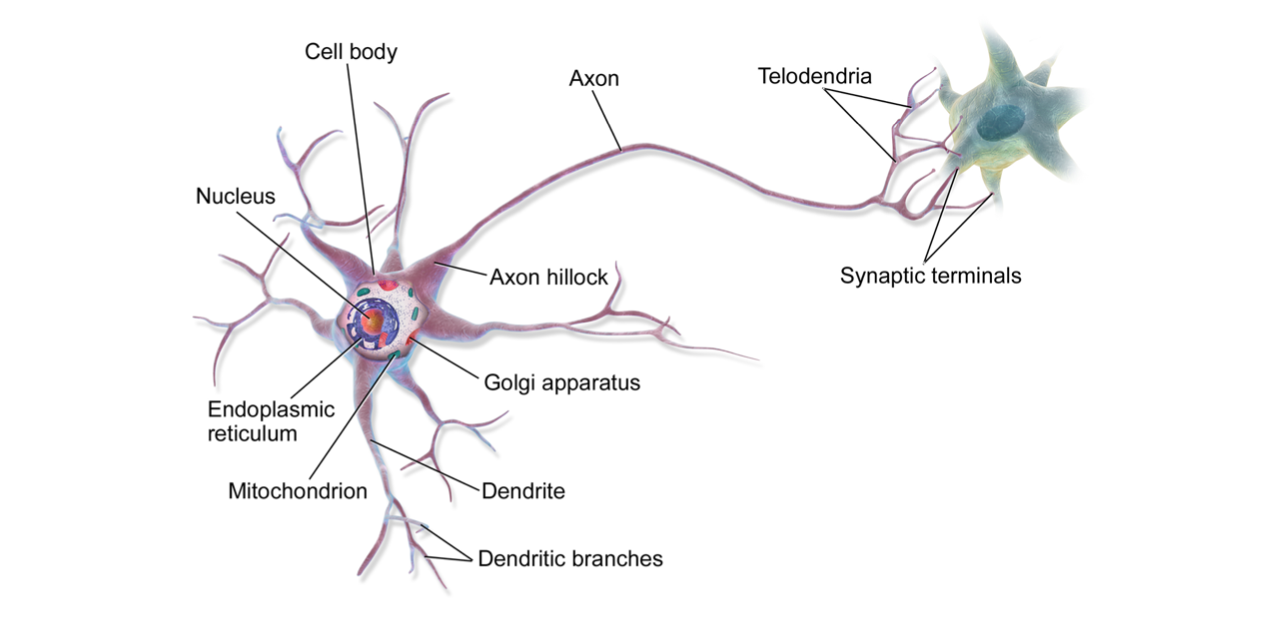 Cell body
Axon
Telodendria
Nucleus
Axon hillock
Synaptic terminals
Golgi apparatus
Endoplasmic
reticulum
Mitochondrion
Dendrite
Dendritic branches